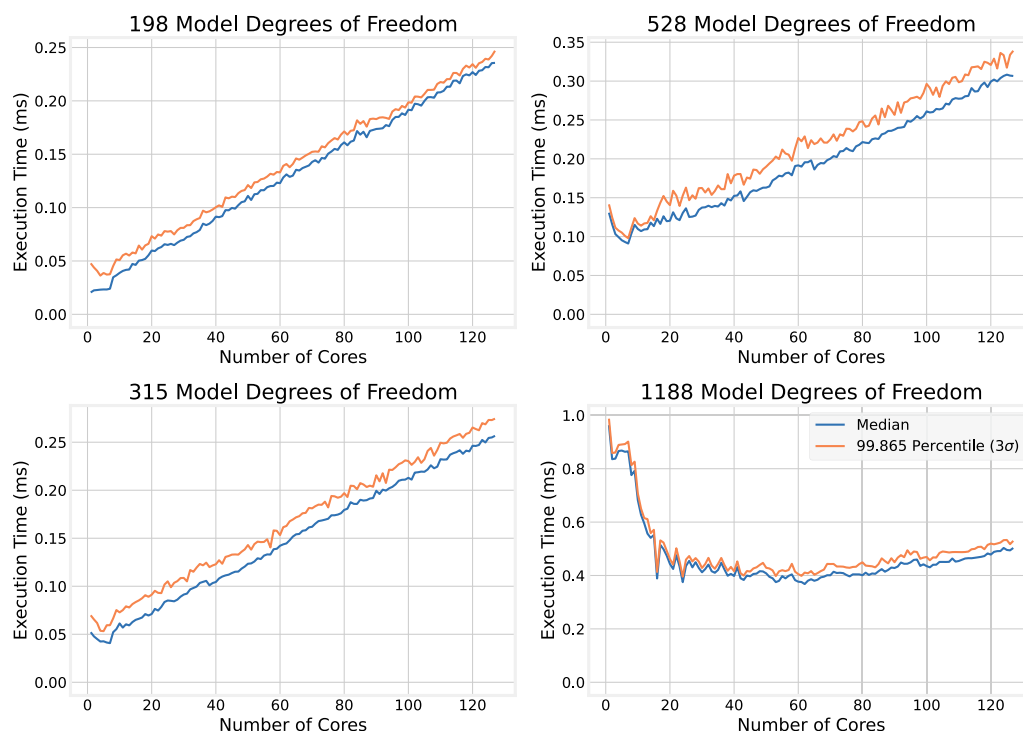 198 Model Degrees of Freedom
Execution Time (ms)
0.25
0.20
0.15
0.10
0.05
0.00
0 20 40 60 80 100 120
Number of Cores
528 Model Degrees of Freedom
Execution Time (ms)
0.35
0.30
0.25
0.20
0.15
0.10
0.05
0.00
0 20 40 60 80 100 120
Number of Cores
315 Model Degrees of Freedom
Execution Time (ms)
0.25
0.20
0.15
0.10
0.05
0.00
0 20 40 60 80 100 120
Number of Cores
1188 Model Degrees of Freedom
Median
99.865 Percentile (3σ)
Execution Time (ms)
1.0
0.8
0.6
0.4
0.2
0.0
0 20 40 60 80 100 120
Number of Cores